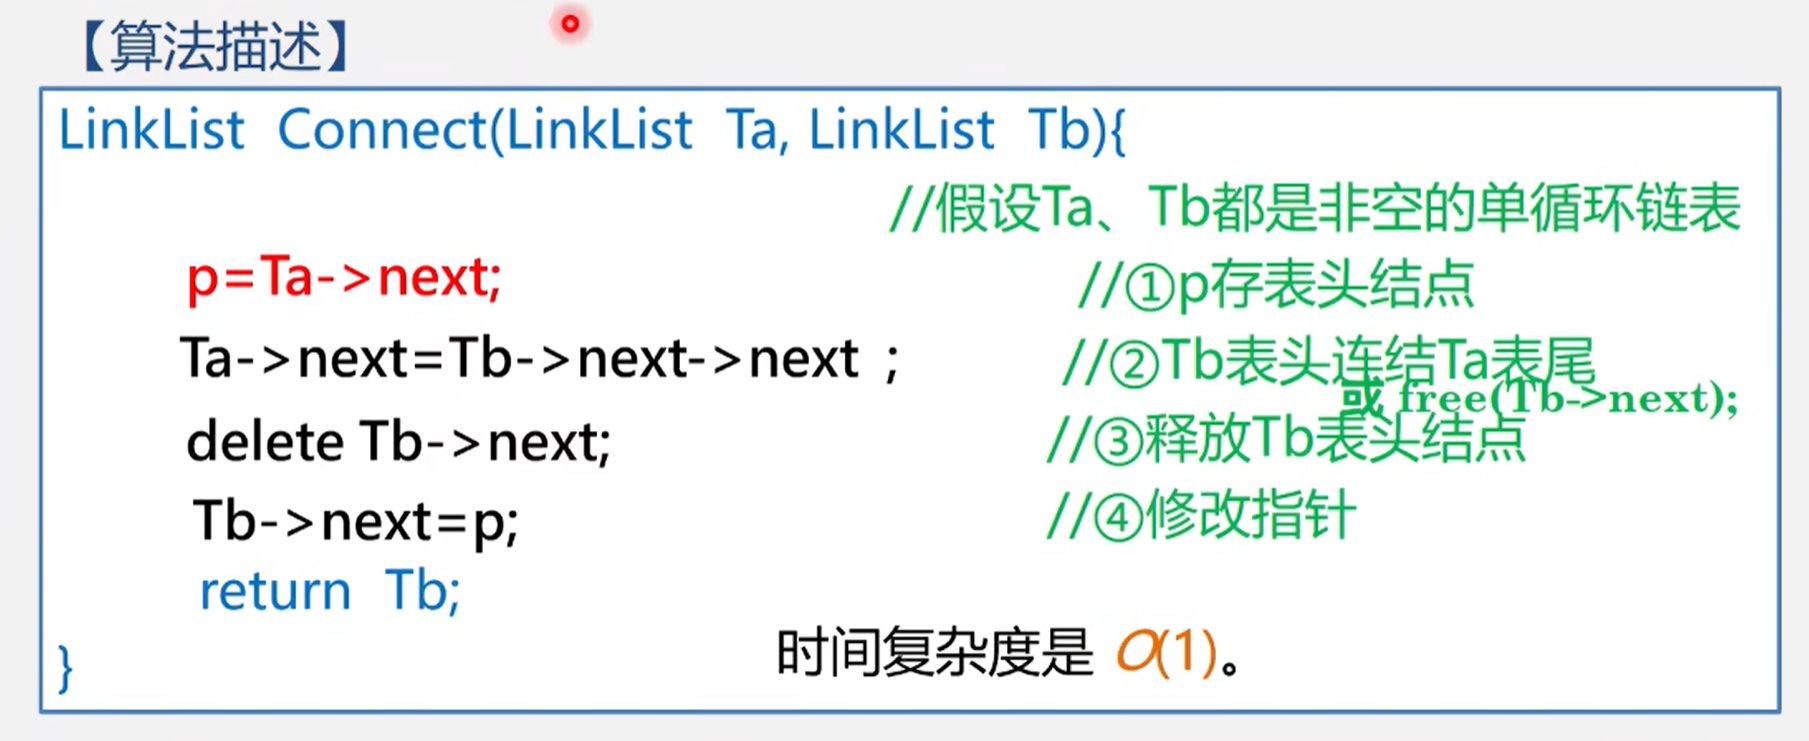 【算法描述】
LinkList Connect(LinkList Ta, LinkList Tb){
//假设Ta、Tb都是非空的单循环链表
p=Ta->next; //①p存表头结点
Ta->next=Tb->next->next ; //②Tb表头连结Ta表尾
或 free(Tb->next);
delete Tb->next; //③释放Tb表头结点
Tb->next=p; //④修改指针
return Tb;
时间复杂度是 O(1)。
}